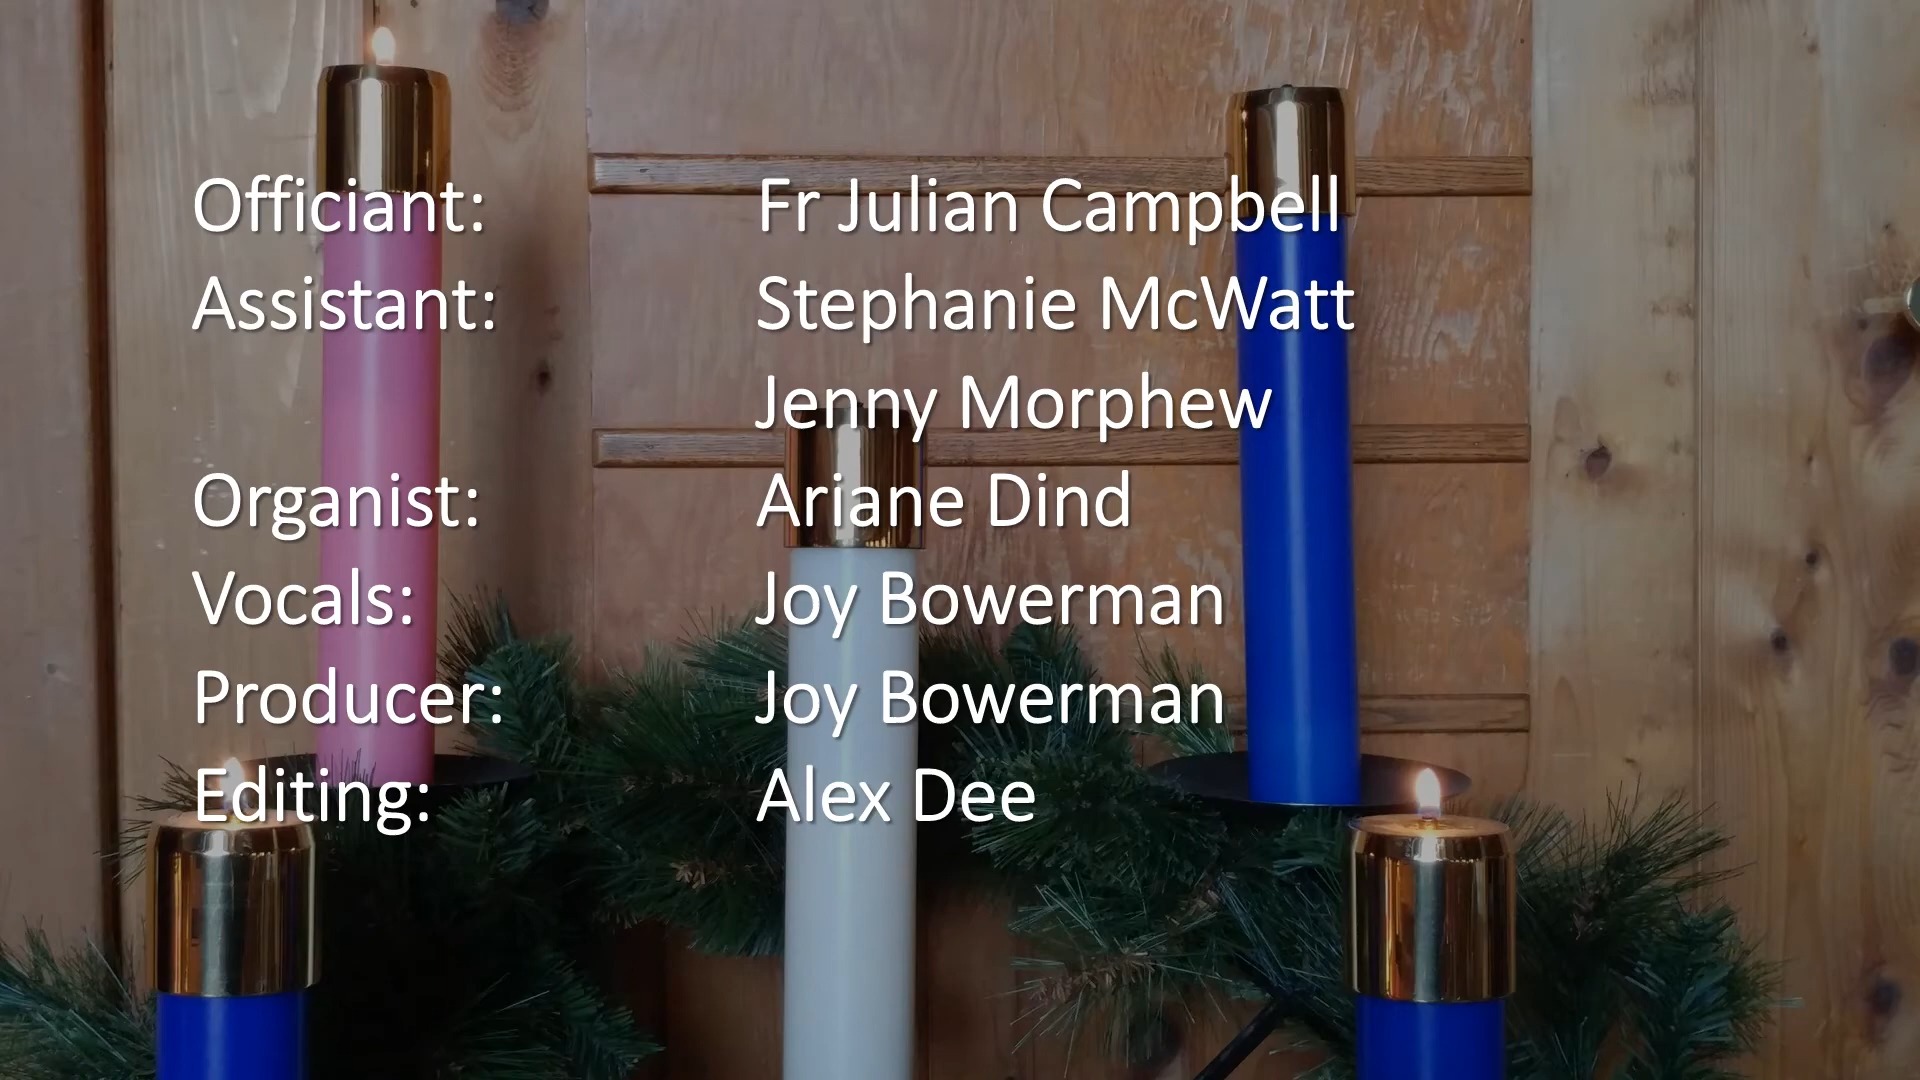 Officiant: Fr Julian Campbell
Assistant: Stephanie McWatt
Jenny Morphew
Organist: Ariane Dind
Vocals: Joy Bowerman
Producer: Joy Bowerman
Editing: Alex Dee